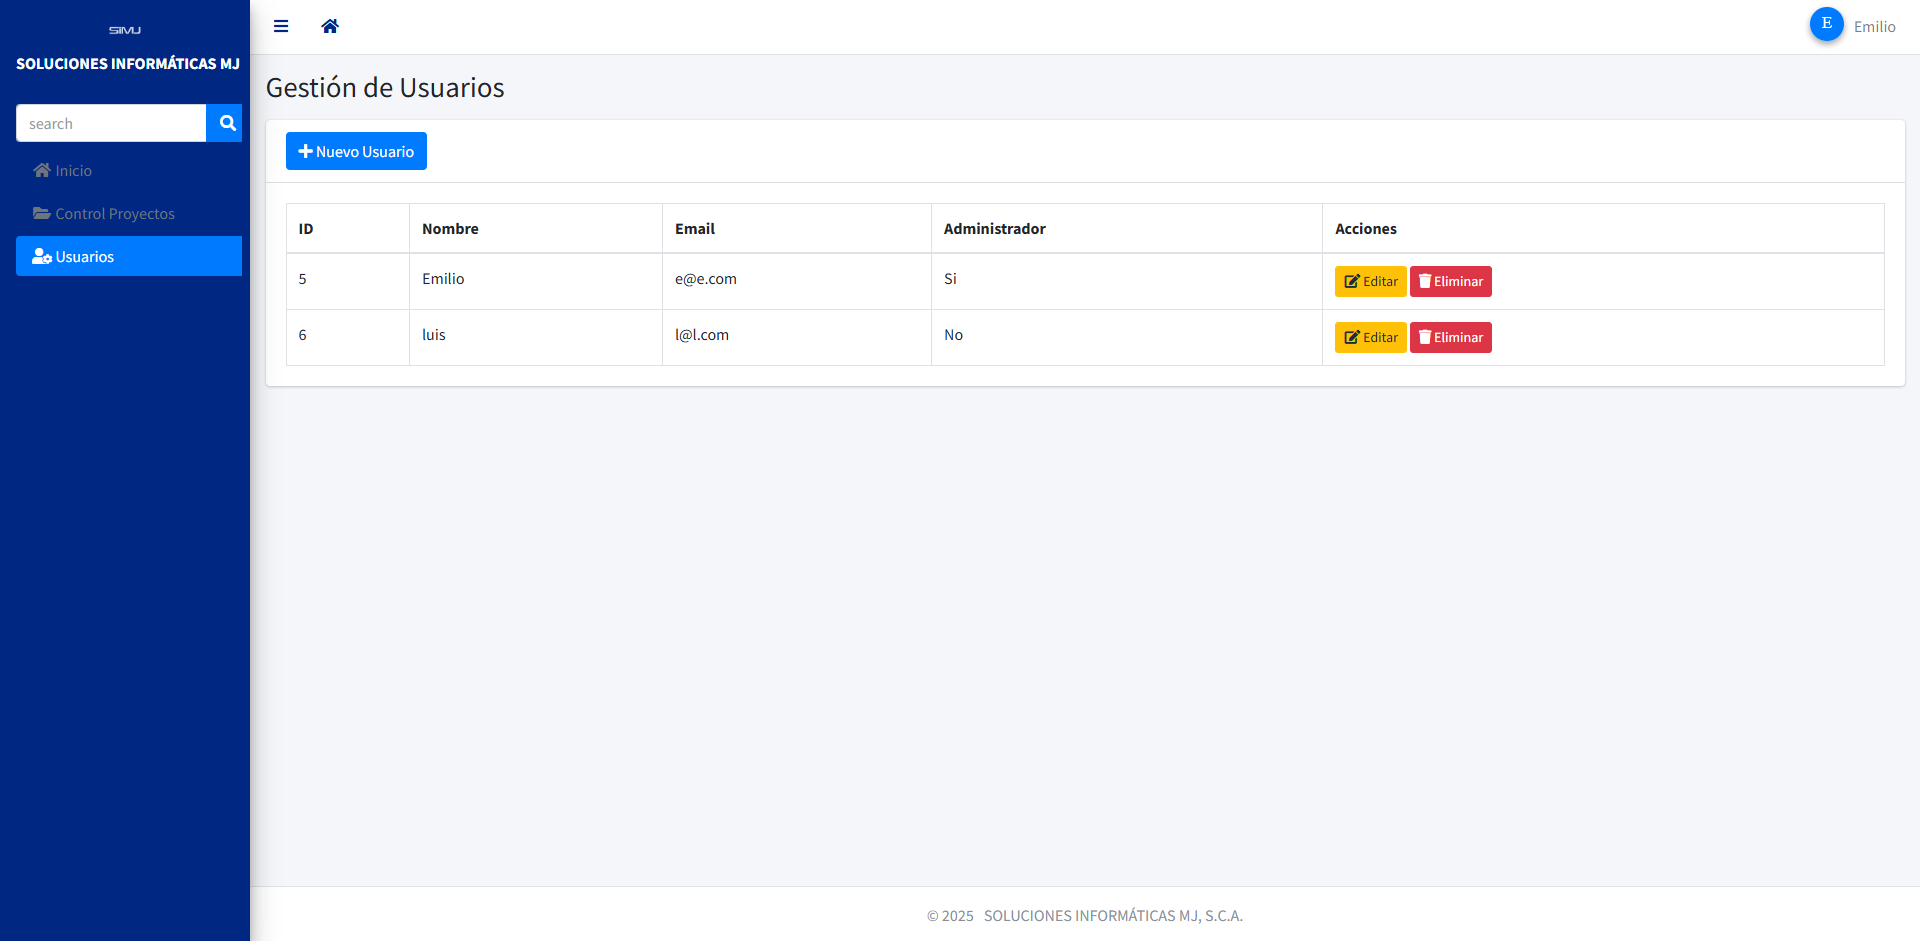 SIMJ
SOLUCIONES INFORMÁTICAS MJ
search
Inicio
Control Proyectos
Usuarios
E Emilio
Gestión de Usuarios
Nuevo Usuario
ID Nombre Email Administrador Acciones
5 Emilio e@e.com Si Editar Eliminar
6 luis l@l.com No Editar Eliminar
© 2025 SOLUCIONES INFORMÁTICAS MJ, S.C.A.